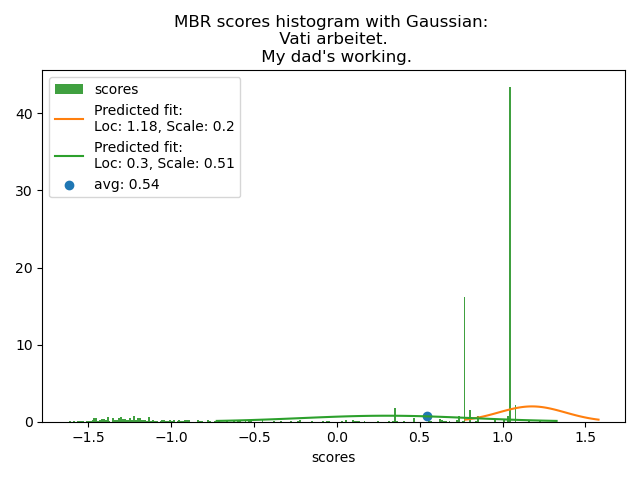 MBR scores histogram with Gaussian:
Vati arbeitet.
My dad's working.
scores
Predicted fit:
Loc: 1.18, Scale: 0.2
Predicted fit:
Loc: 0.3, Scale: 0.51
avg: 0.54
40
30
20
10
0
−1.5 −1.0 −0.5 0.0 0.5 1.0 1.5
scores